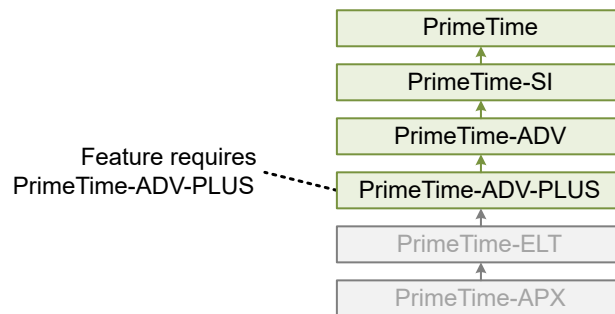 PrimeTime
PrimeTime-SI
PrimeTime-ADV
Feature requires
PrimeTime-ADV-PLUS
PrimeTime-ADV-PLUS
PrimeTime-ELT
PrimeTime-APX